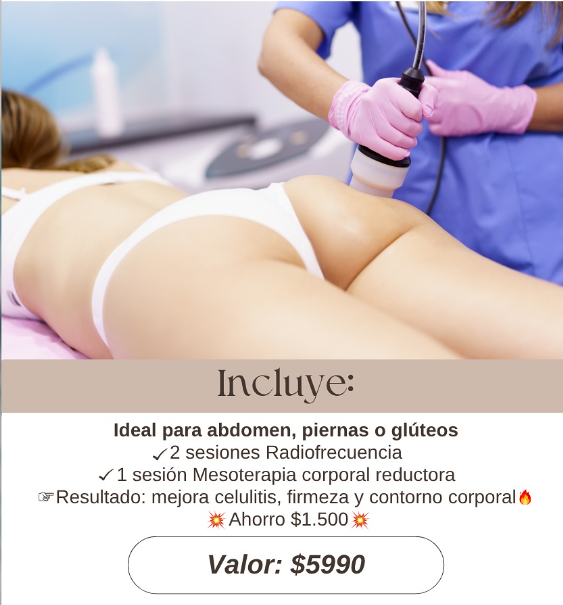 Incluye:
Ideal para abdomen, piernas o glúteos
✓2 sesiones Radiofrecuencia
✓1 sesión Mesoterapia corporal reductora
☞Resultado: mejora celulitis, firmeza y contorno corporal🔥
💥Ahorro $1.500💥
Valor: $5990